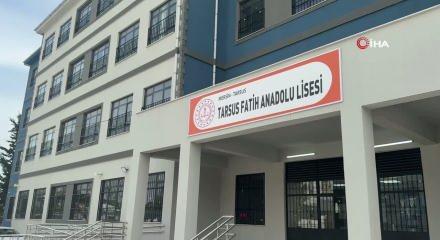 İHA
MERSİN - TARSUS
TARSUS FATİH ANADOLU LİSESİ